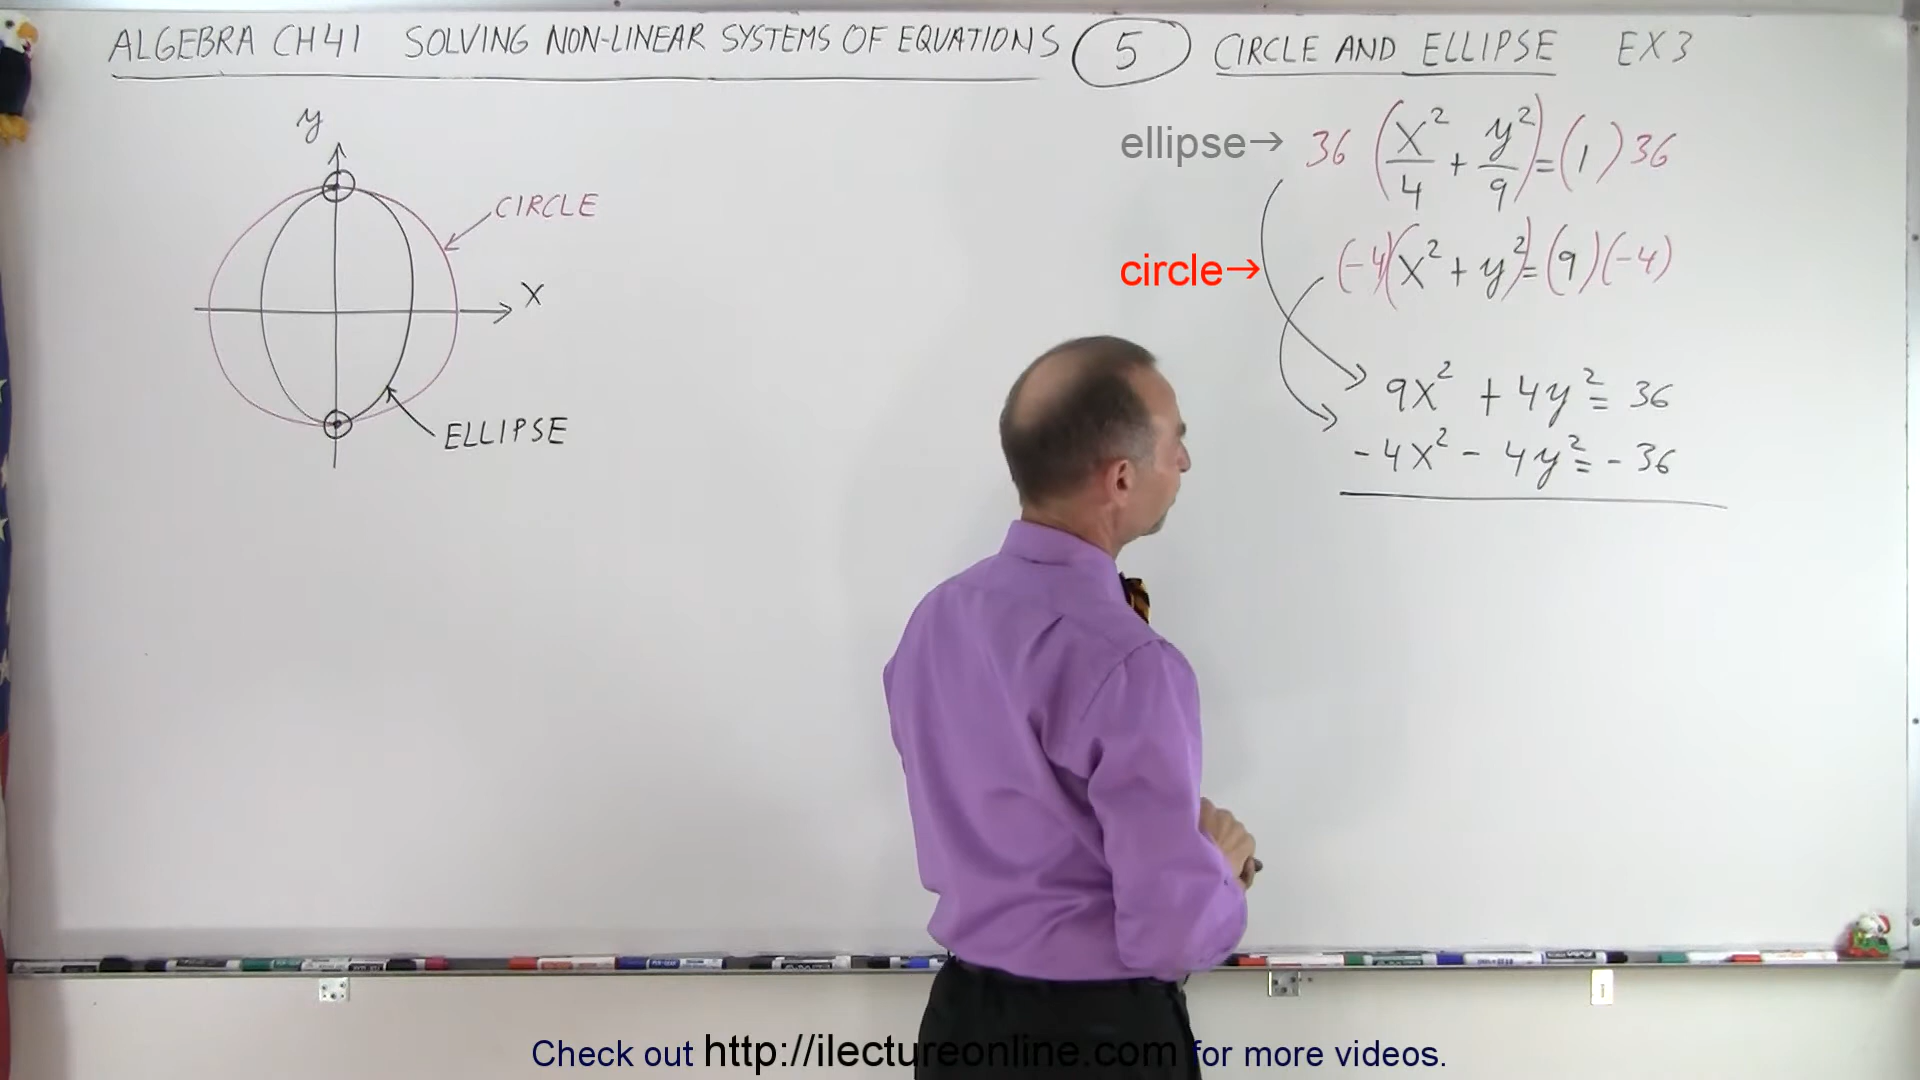 ALGEBRA CH 41 SOLVING NON-LINEAR SYSTEMS OF EQUATIONS 5 CIRCLE AND ELLIPSE EX 3
y
CIRCLE
X
ELLIPSE
ellipse→ 36 (x²/4 + y²/9) = (1) 36
circle→ (-4)(x² + y²) = (9)(-4)
9x² + 4y² = 36
-4x² - 4y² = -36
Check out http://ilectureonline.com for more videos.